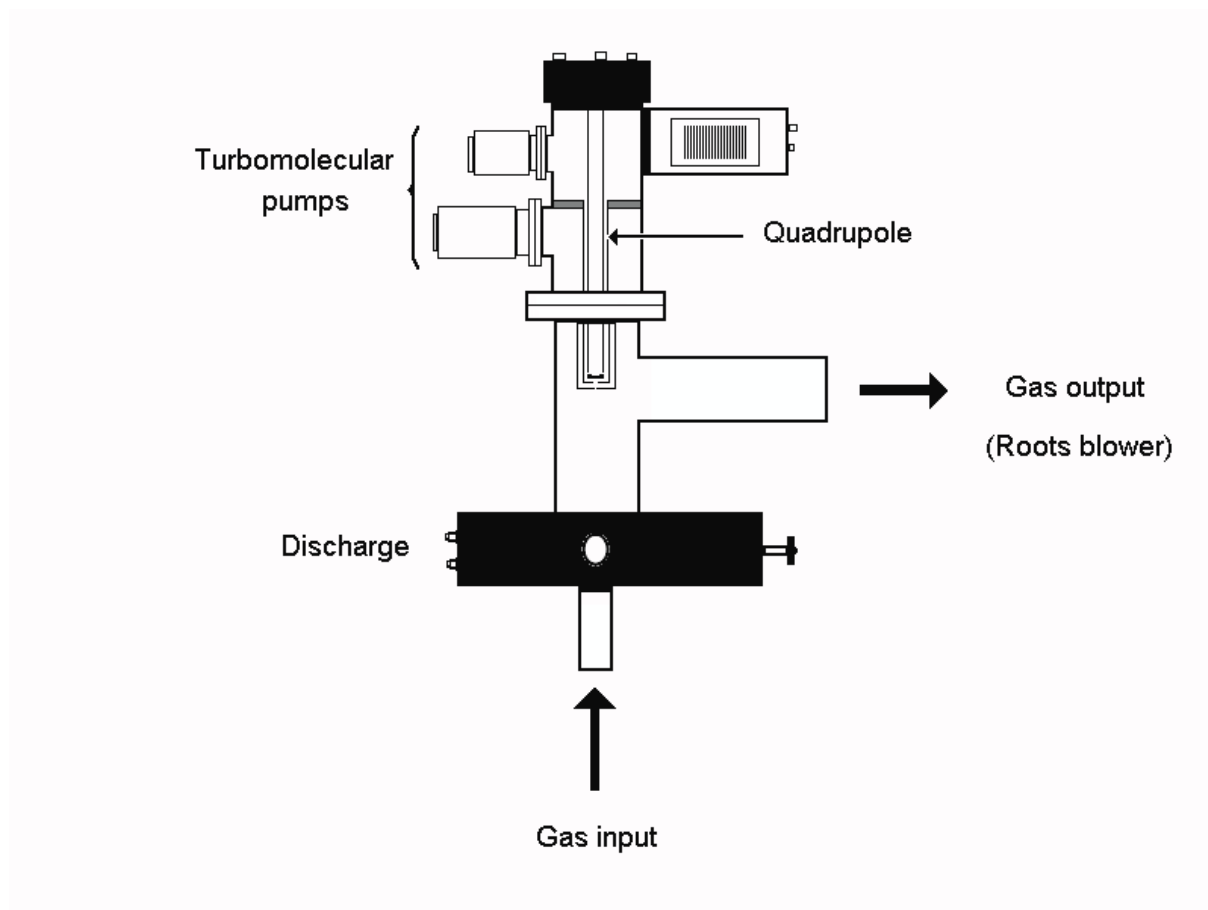 Turbomolecular
pumps
Quadrupole
Gas output
(Roots blower)
Discharge
Gas input